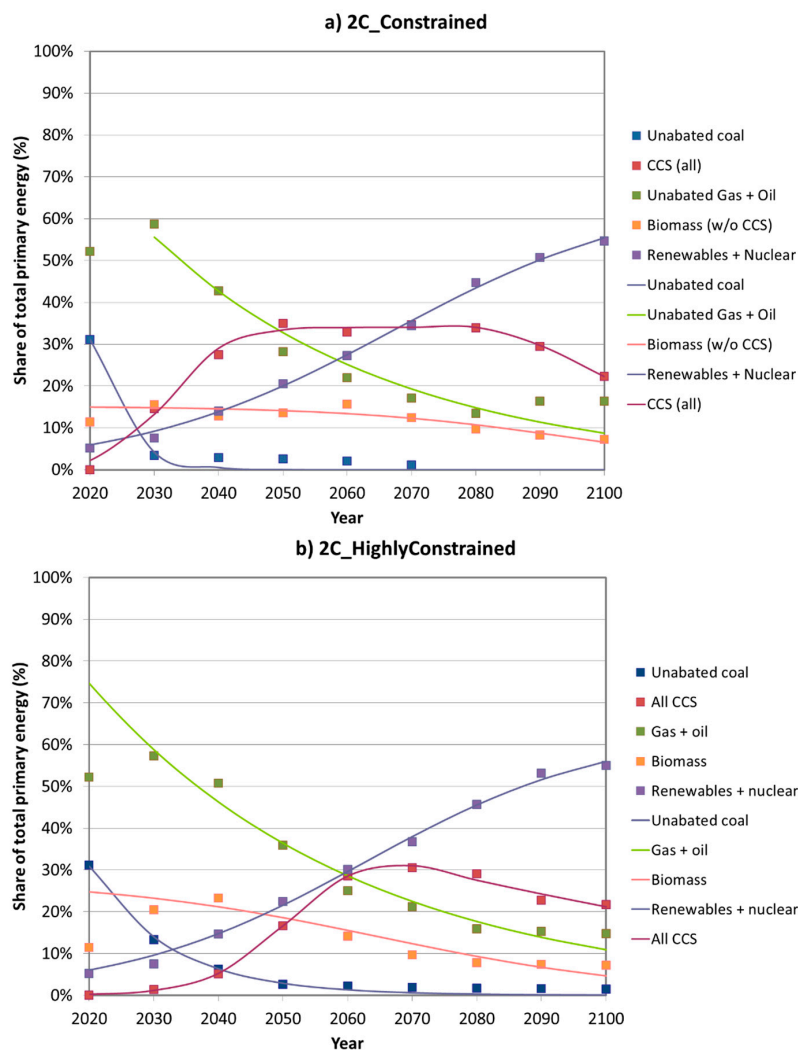 a) 2C_Constrained
100%
90%
80%
70%
60%
50%
40%
30%
20%
10%
0%
Share of total primary energy (%)
2020 2030 2040 2050 2060 2070 2080 2090 2100
Year
Unabated coal
CCS (all)
Unabated Gas + Oil
Biomass (w/o CCS)
Renewables + Nuclear
Unabated coal
Unabated Gas + Oil
Biomass (w/o CCS)
Renewables + Nuclear
CCS (all)
b) 2C_HighlyConstrained
100%
90%
80%
70%
60%
50%
40%
30%
20%
10%
0%
Share of total primary energy (%)
2020 2030 2040 2050 2060 2070 2080 2090 2100
Year
Unabated coal
All CCS
Gas + oil
Biomass
Renewables + nuclear
Unabated coal
Gas + oil
Biomass
Renewables + nuclear
All CCS